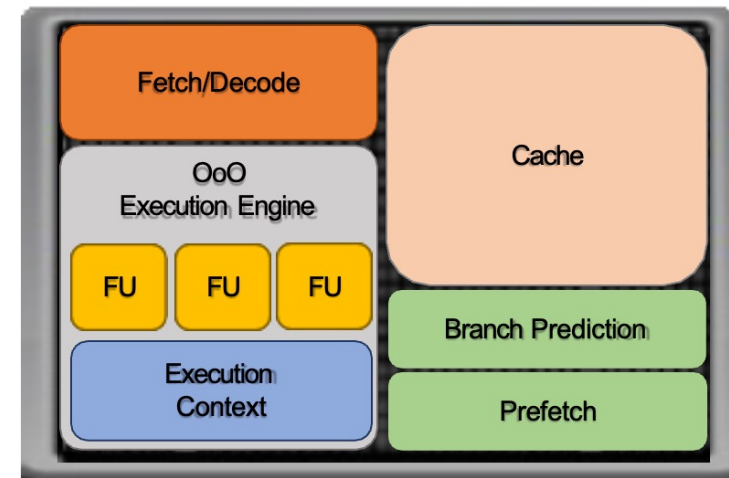 Fetch/Decode
OoO
Execution Engine
FU FU FU
Execution
Context
Cache
Branch Prediction
Prefetch